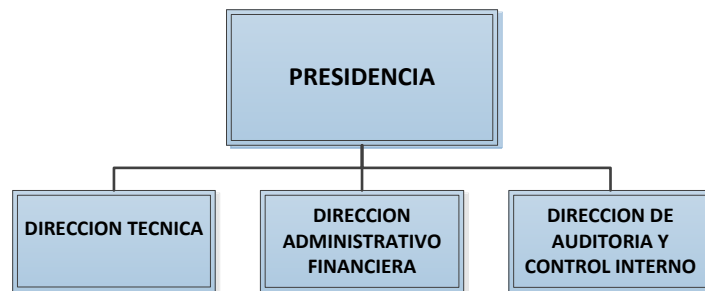 PRESIDENCIA
DIRECCION TECNICA
DIRECCION
ADMINISTRATIVO
FINANCIERA
DIRECCION DE
AUDITORIA Y
CONTROL INTERNO